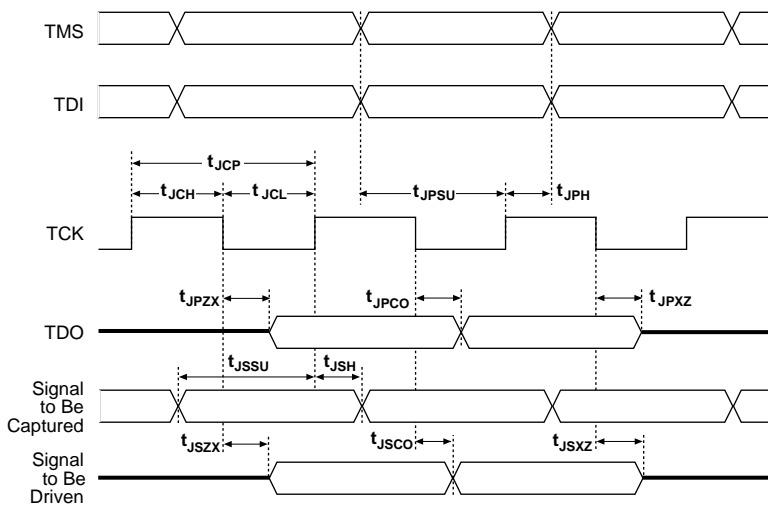 TMS
TDI
tJCP
tJCH
tJCL
tJPSU
tJPH
TCK
tJPZX
tJPCO
tJPXZ
TDO
tJSSU
tJSH
Signal
to Be
Captured
tJSZX
tJSCO
tJSXZ
Signal
to Be
Driven